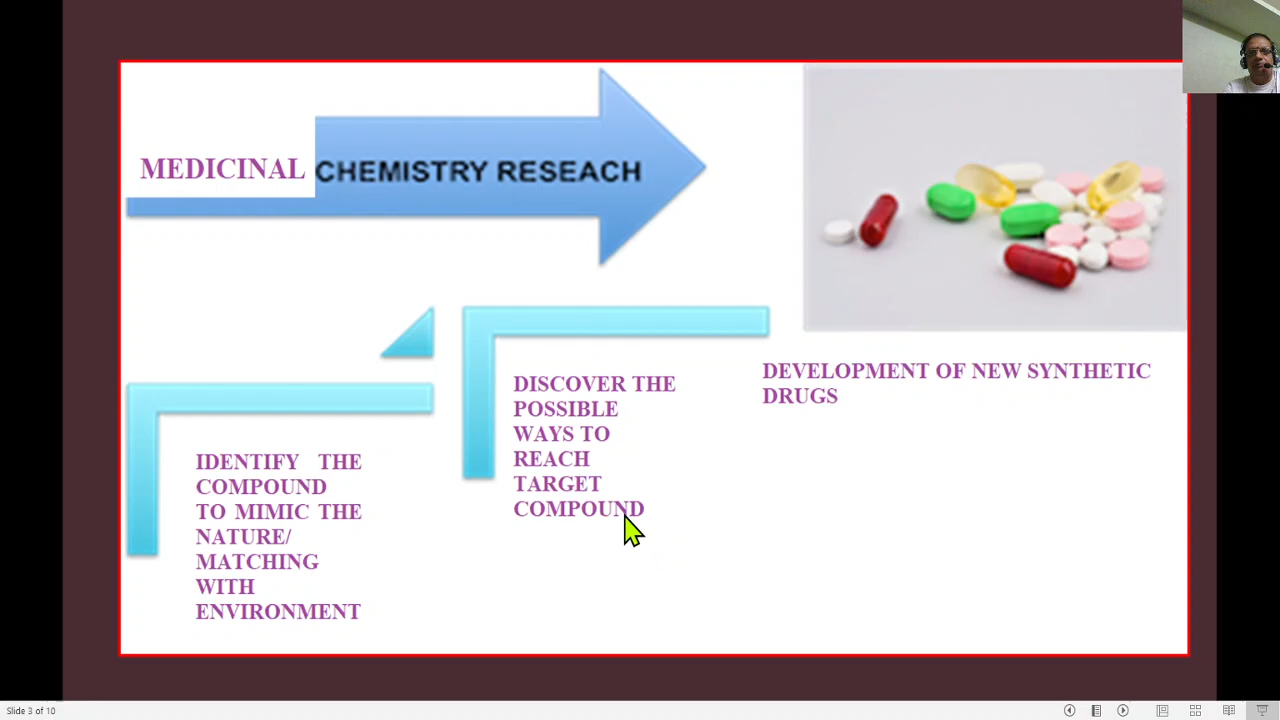 MEDICINAL CHEMISTRY RESEACH
IDENTIFY THE
COMPOUND
TO MIMIC THE
NATURE/
MATCHING
WITH
ENVIRONMENT
DISCOVER THE
POSSIBLE
WAYS TO
REACH
TARGET
COMPOUND
DEVELOPMENT OF NEW SYNTHETIC
DRUGS
Slide 3 of 10